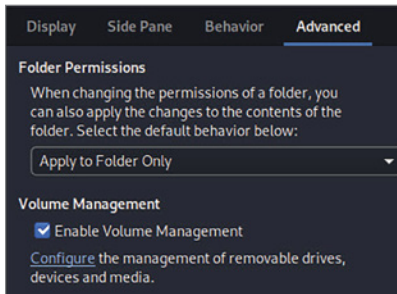 Display Side Pane Behavior Advanced
Folder Permissions
When changing the permissions of a folder, you
can also apply the changes to the contents of the
folder. Select the default behavior below:
Apply to Folder Only
Volume Management
Enable Volume Management
Configure the management of removable drives,
devices and media.